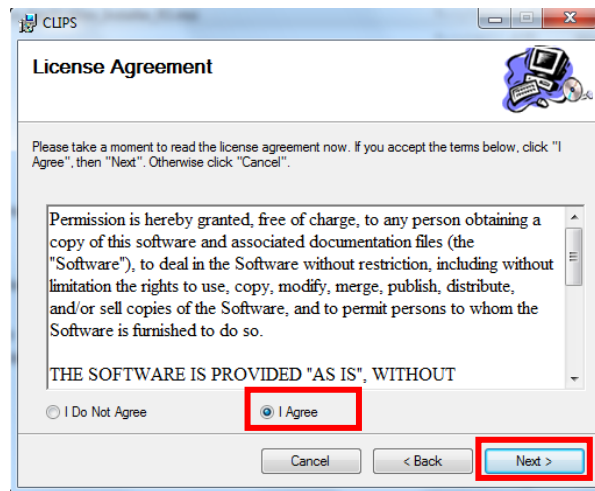 CLIPS
License Agreement
Please take a moment to read the license agreement now. If you accept the terms below, click "I
Agree", then "Next". Otherwise click "Cancel".
Permission is hereby granted, free of charge, to any person obtaining a
copy of this software and associated documentation files (the
"Software"), to deal in the Software without restriction, including without
limitation the rights to use, copy, modify, merge, publish, distribute,
and/or sell copies of the Software, and to permit persons to whom the
Software is furnished to do so.
THE SOFTWARE IS PROVIDED "AS IS", WITHOUT
I Do Not Agree
I Agree
Cancel
< Back
Next >